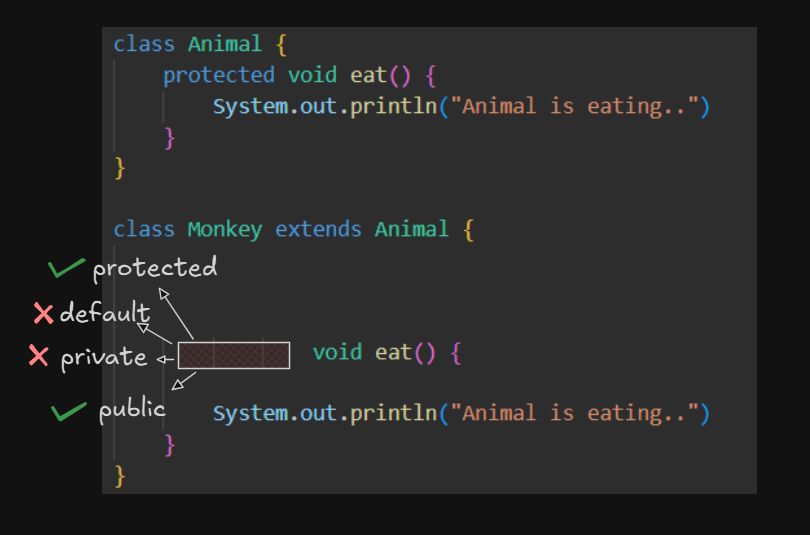 class Animal {
protected void eat() {
System.out.println("Animal is eating..")
}
}
class Monkey extends Animal {
protected
default
private
void eat() {
public
System.out.println("Animal is eating..")
}
}